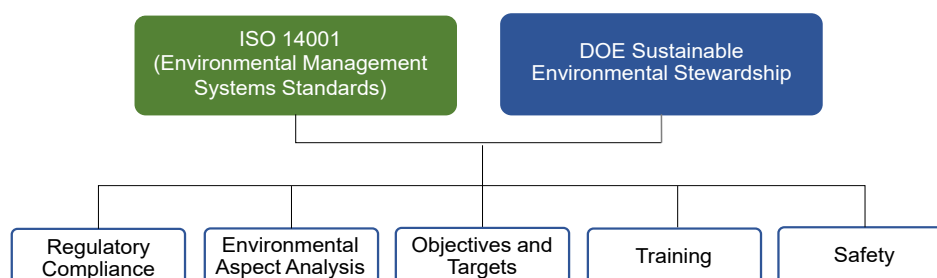 ISO 14001
(Environmental Management
Systems Standards)
DOE Sustainable
Environmental Stewardship
Regulatory
Compliance
Environmental
Aspect Analysis
Objectives and
Targets
Training
Safety